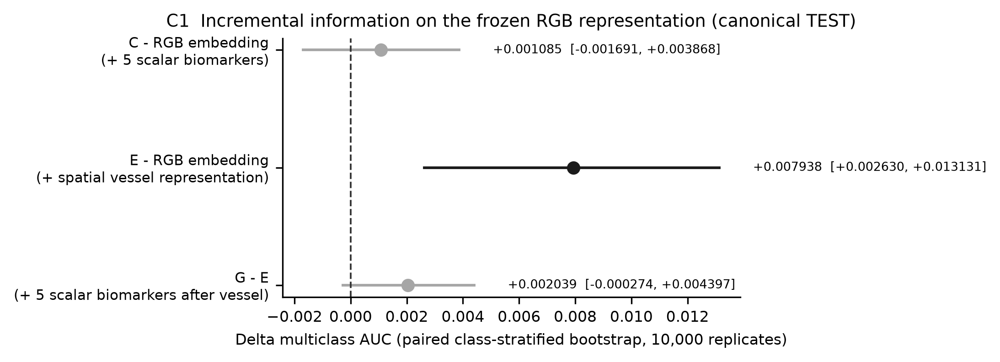 C1  Incremental information on the frozen RGB representation (canonical TEST)
C - RGB embedding
(+ 5 scalar biomarkers)
+0.001085  [-0.001691, +0.003868]
E - RGB embedding
(+ spatial vessel representation)
+0.007938  [+0.002630, +0.013131]
G - E
(+ 5 scalar biomarkers after vessel)
+0.002039  [-0.000274, +0.004397]
−0.002 0.000 0.002 0.004 0.006 0.008 0.010 0.012
Delta multiclass AUC (paired class-stratified bootstrap, 10,000 replicates)